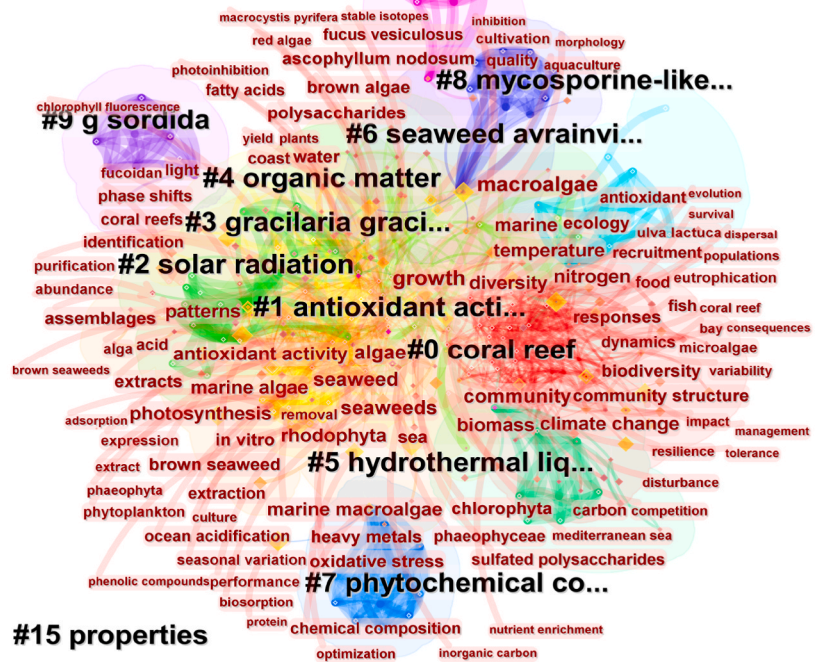 macrocystis pyrifera stable isotopes
inhibition
red algae fucus vesiculosus cultivation morphology
ascophyllum nodosum quality aquaculture
photoinhibition
#8 mycosporine-like...
fatty acids brown algae
chlorophyll fluorescence
#9 g sordida
polysaccharides
yield plants #6 seaweed avrainvi...
coast water
fucoidan light #4 organic matter macroalgae
phase shifts antioxidant evolution
coral reefs #3 gracilaria graci... marine ecology survival
ulva lactuca dispersal
identification temperature recruitment populations
purification #2 solar radiation
growth diversity nitrogen food eutrophication
abundance
assemblages patterns #1 antioxidant acti... responses fish coral reef
bay consequences
alga acid antioxidant activity algae #0 coral reef dynamics microalgae
brown seaweeds extracts marine algae seaweed biodiversity variability
community community structure
adsorption photosynthesis removal seaweeds
biomass climate change impact management
expression in vitro rhodophyta sea
resilience tolerance
extract brown seaweed #5 hydrothermal liq...
disturbance
phaeophyta extraction
phytoplankton culture marine macroalgae chlorophyta carbon competition
ocean acidification heavy metals phaeophyceae mediterranean sea
seasonal variation oxidative stress sulfated polysaccharides
phenolic compounds performance #7 phytochemical co...
biosorption
protein chemical composition nutrient enrichment
#15 properties
optimization inorganic carbon